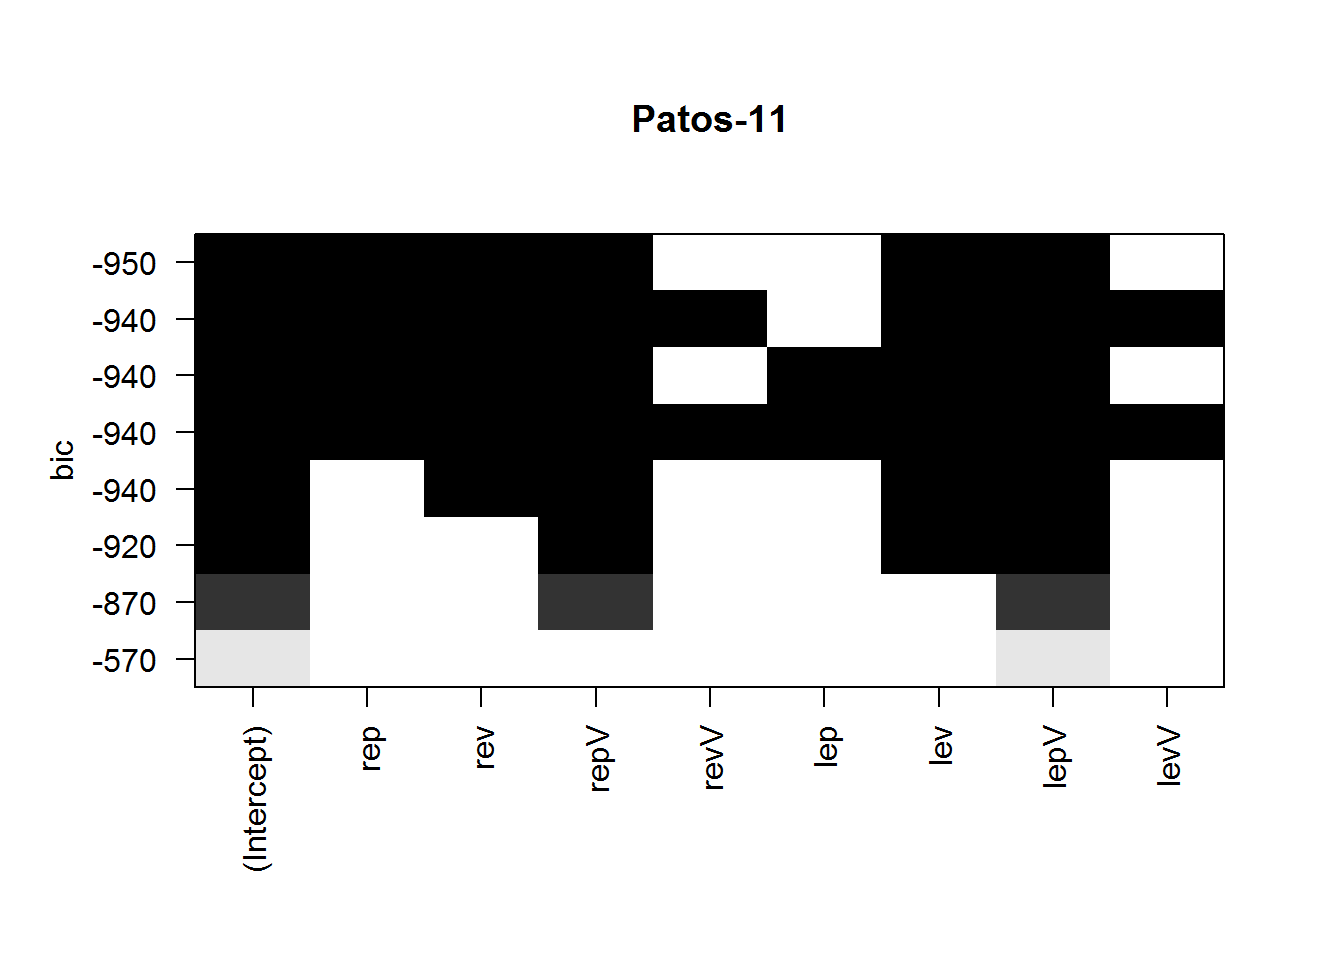 Patos-11
bic
-950
-940
-940
-940
-940
-920
-870
-570
(Intercept)
rep
rev
repV
revV
lep
lev
lepV
levV